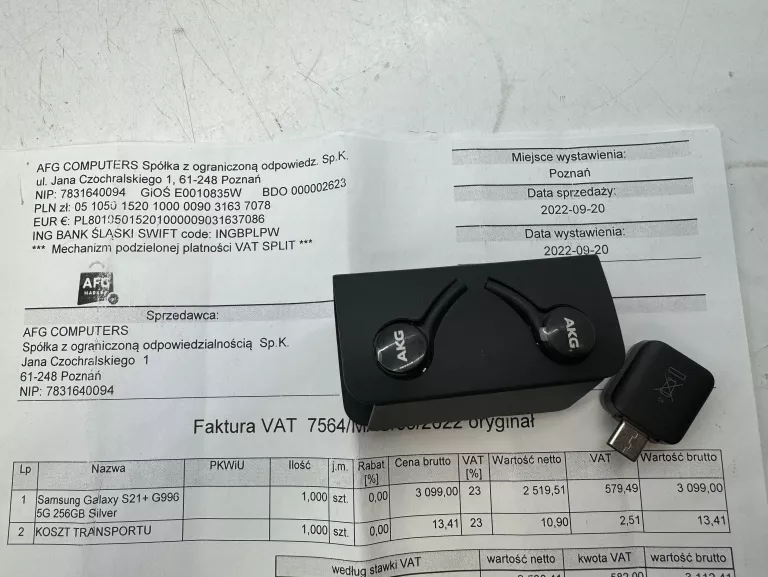 AFG COMPUTERS Spółka z ograniczoną odpowiedz. Sp.K.
ul. Jana Czochralskiego 1, 61-248 Poznań
NIP: 7831640094 GIOŚ E0010835W BDO 000002623
PLN zł: 05 1050 1520 1000 0090 3163 7078
EUR €: PL80105015201000009031637086
ING BANK ŚLĄSKI SWIFT code: INGBPLPW
*** Mechanizm podzielonej płatności VAT SPLIT ***
Miejsce wystawienia:
Poznań
Data sprzedaży:
2022-09-20
Data wystawienia:
2022-09-20
AFG
Sprzedawca:
AFG COMPUTERS
Spółka z ograniczoną odpowiedzialnością Sp.K.
Jana Czochralskiego 1
61-248 Poznań
NIP: 7831640094
AKG
AKG
Faktura VAT 7564/ /2022 oryginał
Lp Nazwa PKWiU Ilość j.m. Rabat [%] Cena brutto VAT [%] Wartość netto VAT Wartość brutto
1 Samsung Galaxy S21+ G996 5G 256GB Silver 1,000 szt. 0,00 3 099,00 23 2 519,51 579,49 3 099,00
2 KOSZT TRANSPORTU 1,000 szt. 0,00 13,41 23 10,90 2,51 13,41
według stawki VAT wartość netto kwota VAT wartość brutto